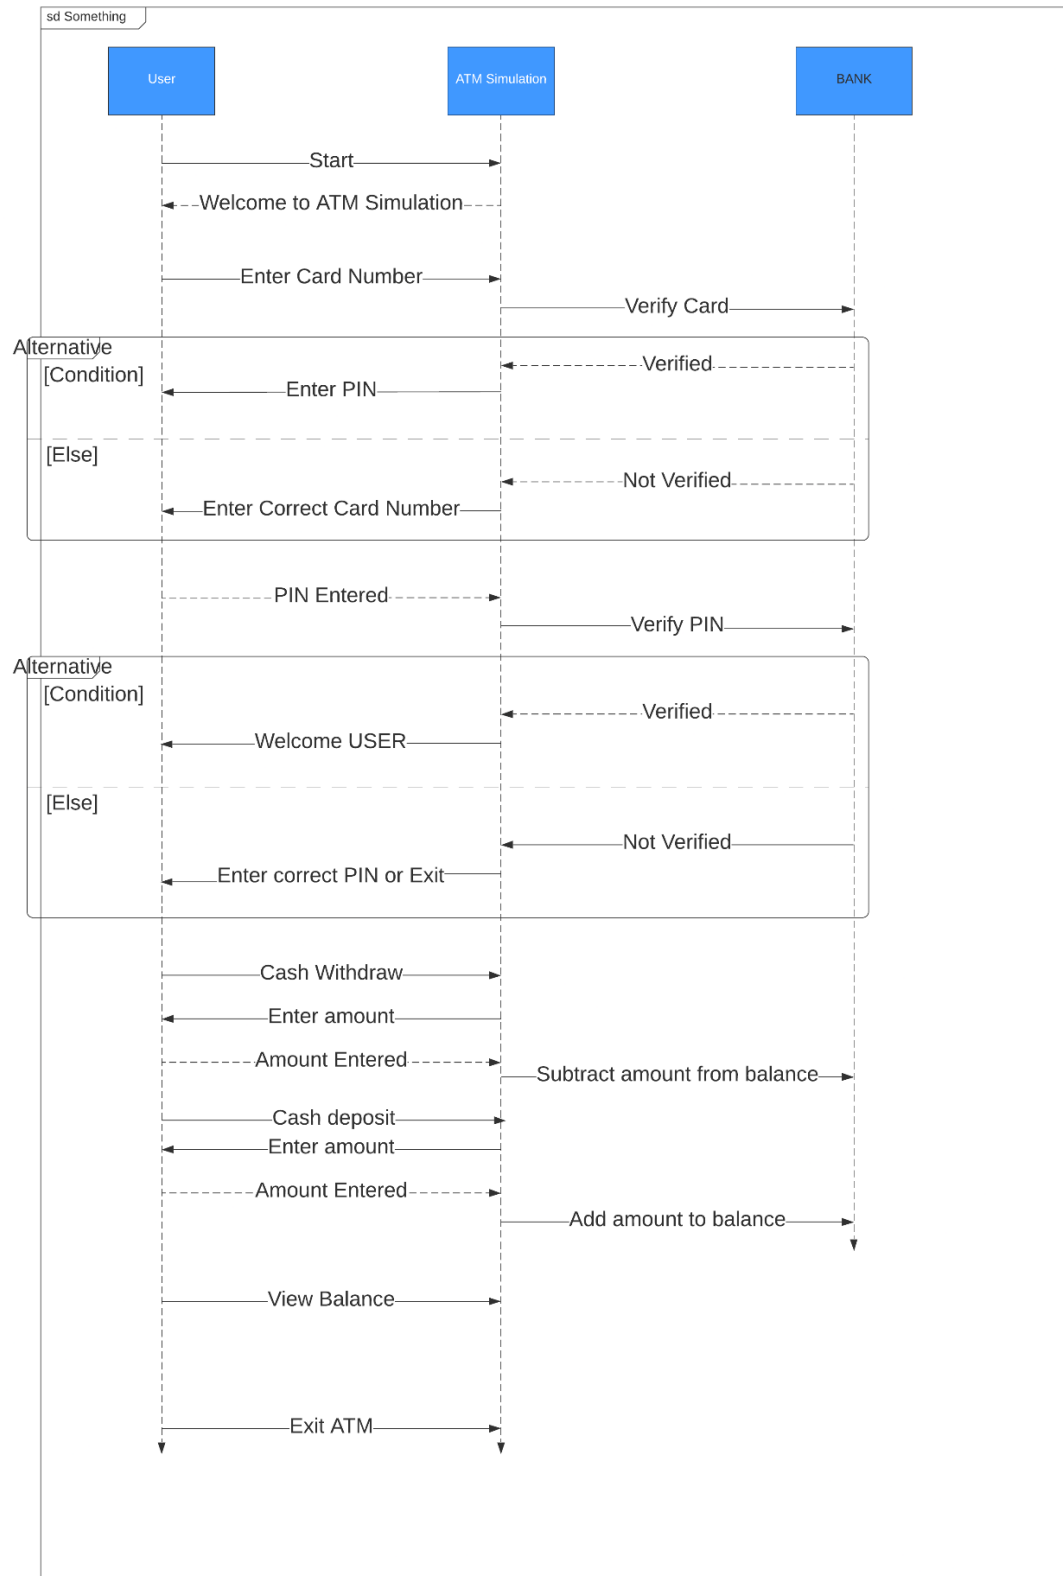 sd Something
User
ATM Simulation
BANK
Start
Welcome to ATM Simulation
Enter Card Number
Verify Card
Alternative
[Condition]
Verified
Enter PIN
[Else]
Not Verified
Enter Correct Card Number
PIN Entered
Verify PIN
Alternative
[Condition]
Verified
Welcome USER
[Else]
Not Verified
Enter correct PIN or Exit
Cash Withdraw
Enter amount
Amount Entered
Subtract amount from balance
Cash deposit
Enter amount
Amount Entered
Add amount to balance
View Balance
Exit ATM